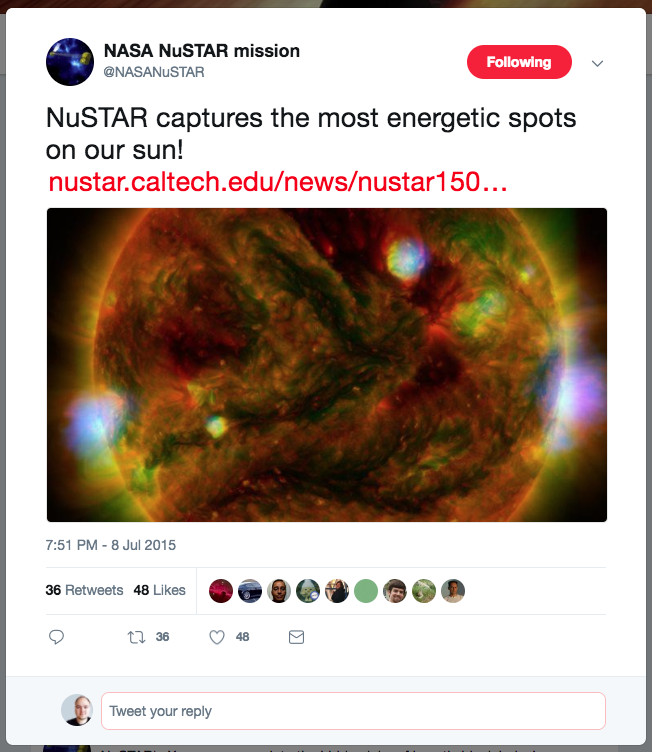 NASA NuSTAR mission
@NASANuSTAR
Following
NuSTAR captures the most energetic spots
on our sun!
nustar.caltech.edu/news/nustar150…
7:51 PM - 8 Jul 2015
36 Retweets 48 Likes
36 48
Tweet your reply